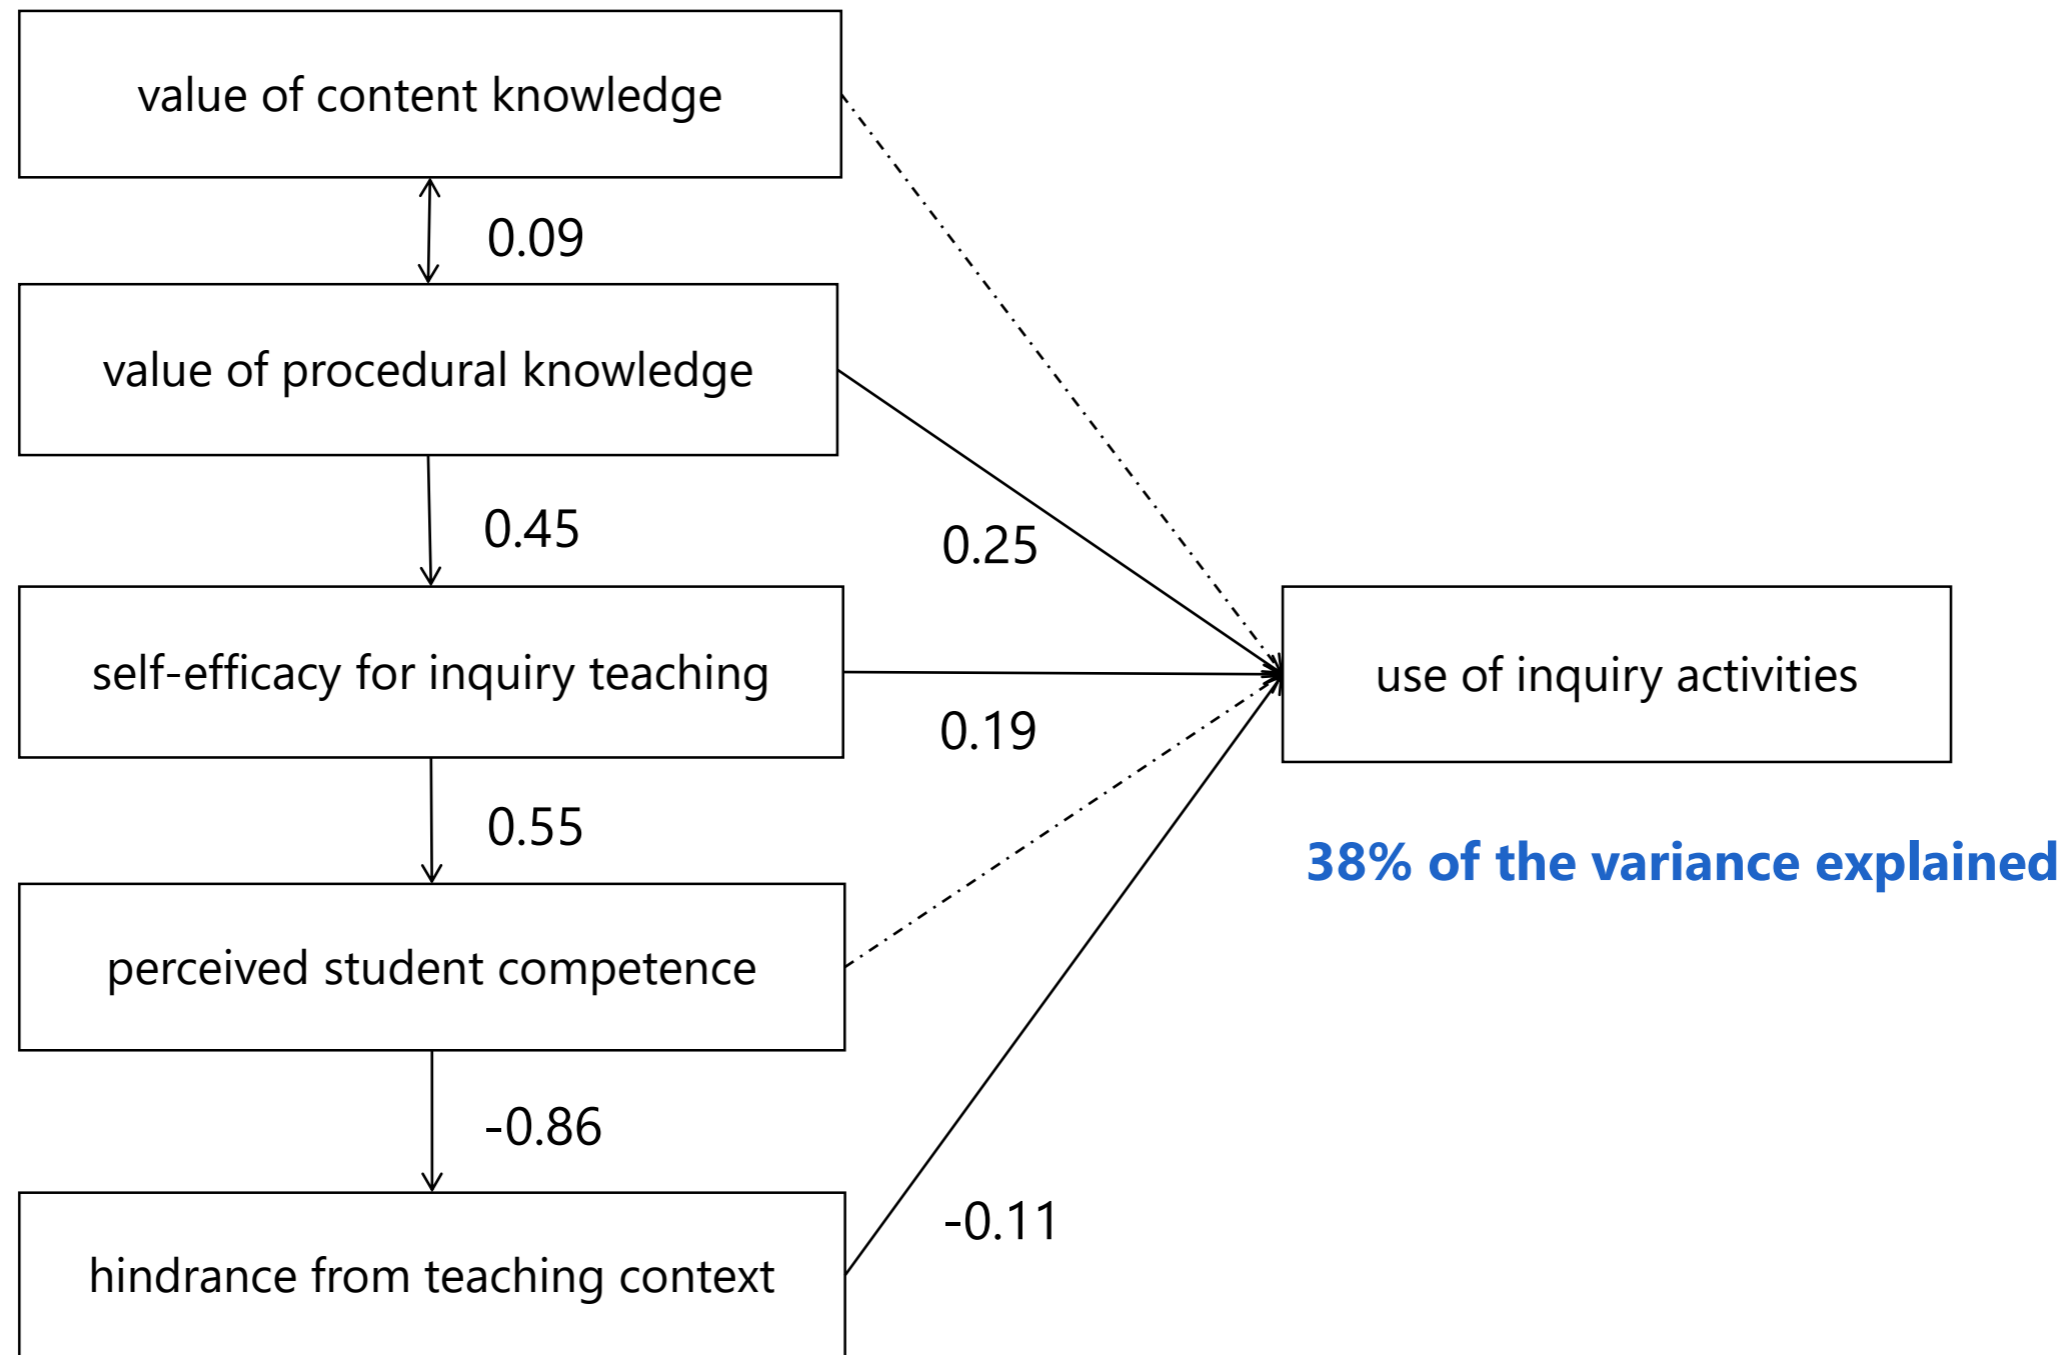 value of content knowledge
0.09
value of procedural knowledge
0.45
0.25
self-efficacy for inquiry teaching
use of inquiry activities
0.19
0.55
38% of the variance explained
perceived student competence
-0.86
-0.11
hindrance from teaching context